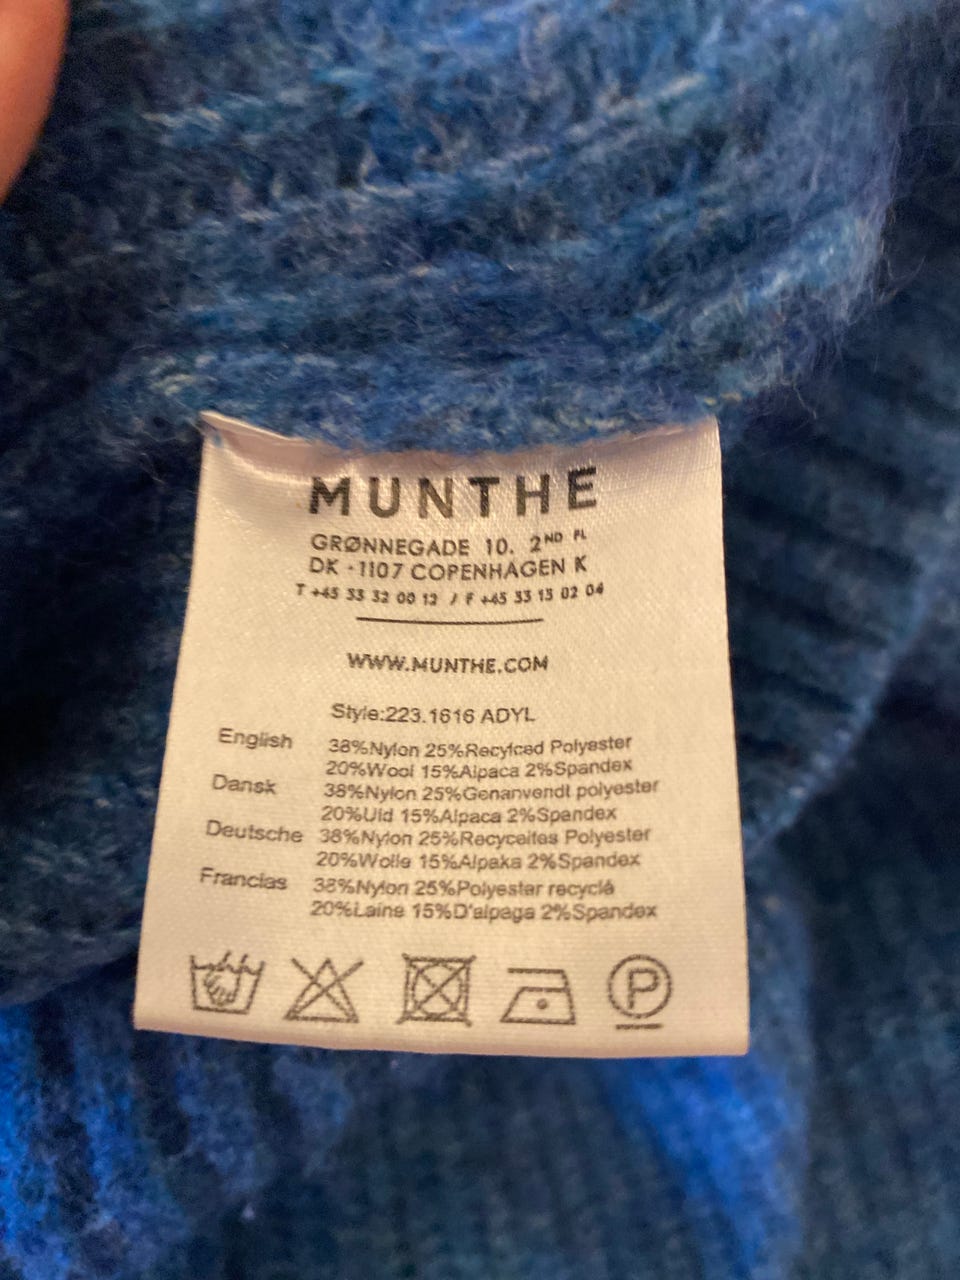 MUNTHE
GRØNNEGADE 10. 2ND FL
DK - 1107 COPENHAGEN K
T +45 33 32 00 12 / F +45 33 13 02 04
WWW.MUNTHE.COM
Style:223.1616 ADYL
English 38%Nylon 25%Recylced Polyester
20%Wool 15%Alpaca 2%Spandex
Dansk 38%Nylon 25%Genanvendt polyester
20%Uld 15%Alpaca 2%Spandex
Deutsche 38%Nylon 25%Recyceltes Polyester
20%Wolle 15%Alpaka 2%Spandex
Francias 38%Nylon 25%Polyester recyclé
20%Laine 15%D'alpaga 2%Spandex
P